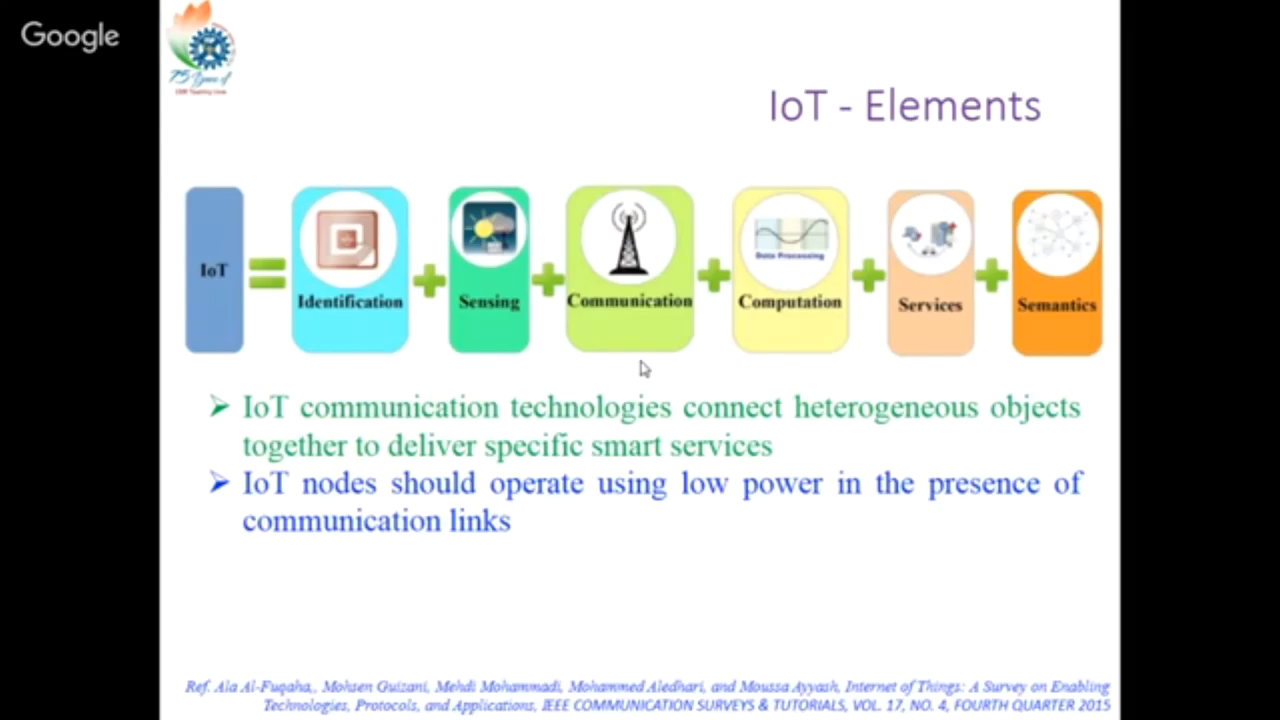 Google
75 Years of
IoT - Elements
IoT
Identification
Sensing
Communication
Data Processing
Computation
Services
Semantics
IoT communication technologies connect heterogeneous objects
together to deliver specific smart services
IoT nodes should operate using low power in the presence of
communication links
Ref. Ala Al-Fuqaha,, Mohsen Guizani, Mehdi Mohammadi, Mohammed Aledhari, and Moussa Ayyash, Internet of Things: A Survey on Enabling
Technologies, Protocols, and Applications, IEEE COMMUNICATION SURVEYS & TUTORIALS, VOL. 17, NO. 4, FOURTH QUARTER 2015